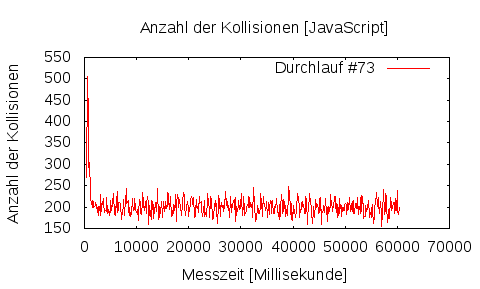 Anzahl der Kollisionen [JavaScript]
Durchlauf #73
Anzahl der Kollisionen
550
500
450
400
350
300
250
200
150
0 10000 20000 30000 40000 50000 60000 70000
Messzeit [Millisekunde]